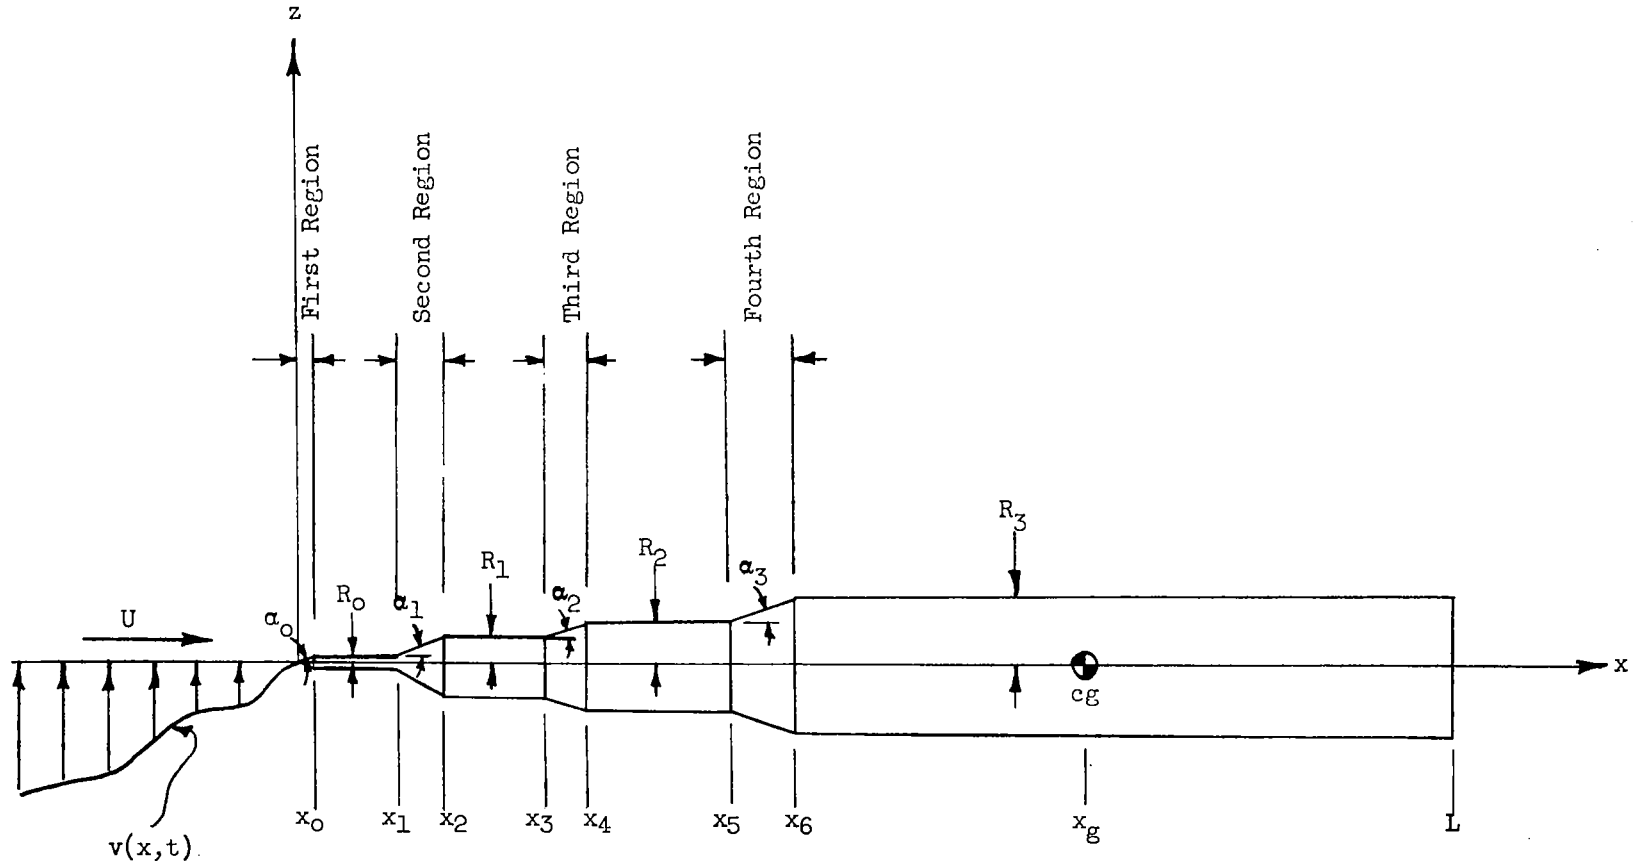 z
First Region
Second Region
Third Region
Fourth Region
R₃
R₂
R₁
α₃
R₀
α₁
α₂
α₀
U
x
cg
x₀
x₁
x₂
x₃
x₄
x₅
x₆
x_g
L
v(x,t)